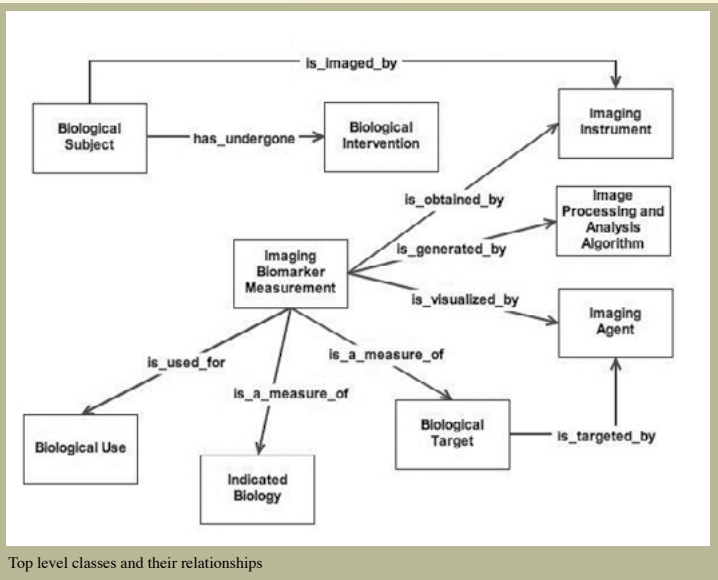 is_imaged_by
Biological
Subject
has_undergone
Biological
Intervention
Imaging
Instrument
is_obtained_by
Image
Processing and
Analysis
Algorithm
is_generated_by
Imaging
Biomarker
Measurement
is_visualized_by
Imaging
Agent
is_used_for
is_a_measure_of
is_a_measure_of
Biological Use
Indicated
Biology
Biological
Target
is_targeted_by
Top level classes and their relationships